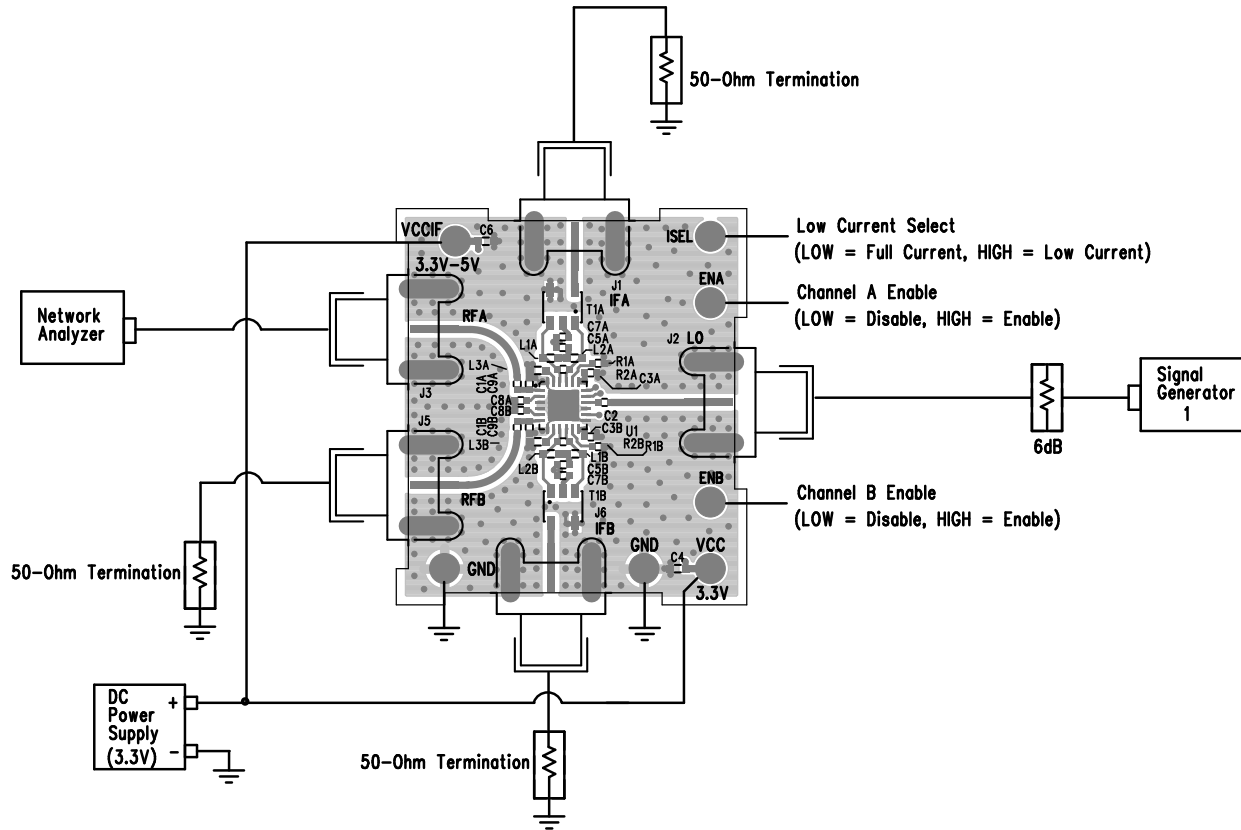 50-Ohm Termination
VCCIF
C6
3.3V-5V
ISEL
Low Current Select
(LOW = Full Current, HIGH = Low Current)
J1
IFA
ENA
Channel A Enable
(LOW = Disable, HIGH = Enable)
Network
Analyzer
RFA
T1A
C7A
C5A
L1A
L2A
J2
LO
L3A
R1A
R2A
C3A
C1A
C9A
J3
C8A
C8B
Signal
Generator
1
6dB
J5
C1B
C9B
C2
C3B
U1
R2B
R1B
L3B
L2B
L1B
C5B
C7B
RFB
T1B
J6
IFB
ENB
Channel B Enable
(LOW = Disable, HIGH = Enable)
50-Ohm Termination
GND
GND
C4
VCC
3.3V
DC
Power
Supply
(3.3V)
+
-
50-Ohm Termination